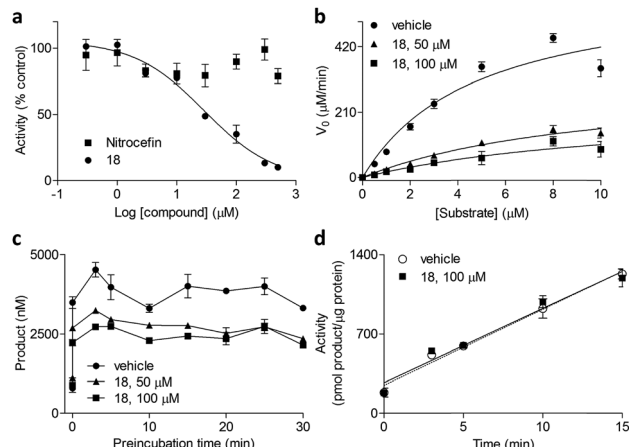 a
Activity (% control)
100
50
0
Nitrocefin
18
-1
0
1
2
3
Log [compound] (μM)
b
vehicle
18, 50 μM
18, 100 μM
V0 (μM/min)
420
210
0
0
2
4
6
8
10
[Substrate] (μM)
c
Product (nM)
5000
2500
0
vehicle
18, 50 μM
18, 100 μM
0
10
20
30
Preincubation time (min)
d
vehicle
18, 100 μM
Activity
(pmol product/μg protein)
1400
700
0
0
5
10
15
Time (min)